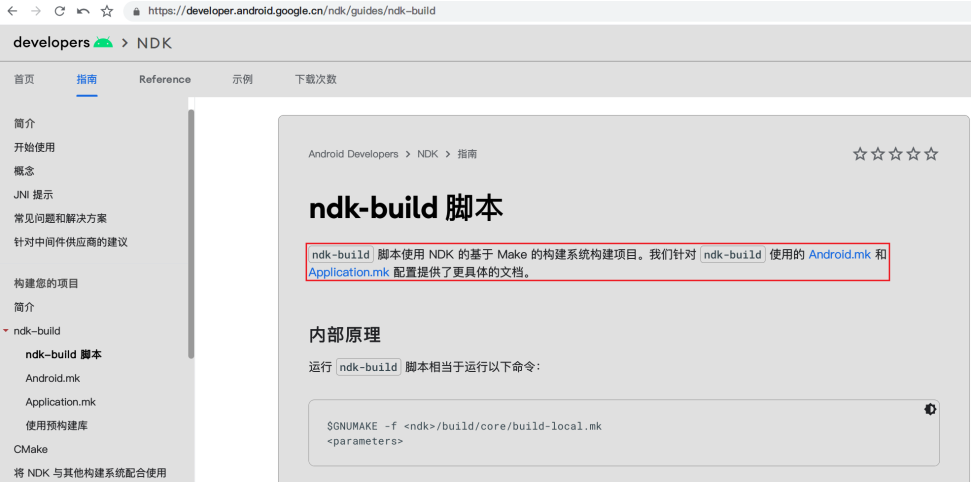 https://developer.android.google.cn/ndk/guides/ndk-build
developers > NDK
首页 指南 Reference 示例 下载次数
简介
开始使用
概念
JNI 提示
常见问题和解决方案
针对中间件供应商的建议
构建您的项目
简介
ndk-build
ndk-build 脚本
Android.mk
Application.mk
使用预构建库
CMake
将 NDK 与其他构建系统配合使用
Android Developers > NDK > 指南
ndk-build 脚本
ndk-build 脚本使用 NDK 的基于 Make 的构建系统构建项目。我们针对 ndk-build 使用的 Android.mk 和
Application.mk 配置提供了更具体的文档。
内部原理
运行 ndk-build 脚本相当于运行以下命令：
$GNUMAKE -f <ndk>/build/core/build-local.mk
<parameters>